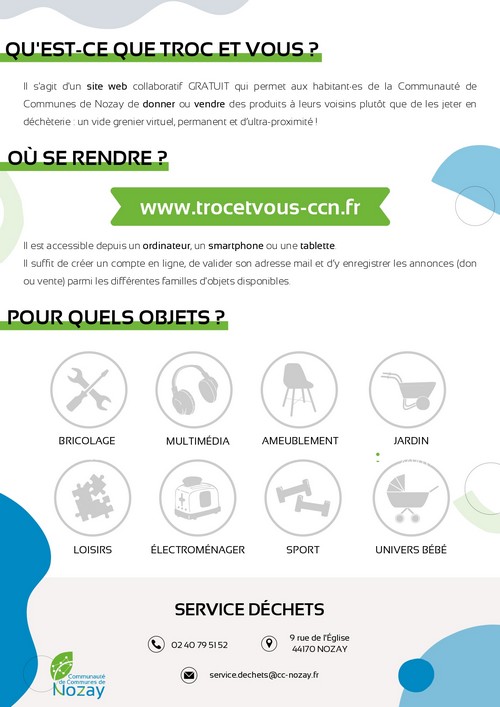 QU'EST-CE QUE TROC ET VOUS ?
Il s'agit d'un site web collaboratif GRATUIT qui permet aux habitant·es de la Communauté de
Communes de Nozay de donner ou vendre des produits à leurs voisins plutôt que de les jeter en
déchèterie : un vide grenier virtuel, permanent et d'ultra-proximité !
OÙ SE RENDRE ?
www.trocetvous-ccn.fr
Il est accessible depuis un ordinateur, un smartphone ou une tablette.
Il suffit de créer un compte en ligne, de valider son adresse mail et d'y enregistrer les annonces (don
ou vente) parmi les différentes familles d'objets disponibles.
POUR QUELS OBJETS ?
BRICOLAGE
MULTIMÉDIA
AMEUBLEMENT
JARDIN
LOISIRS
ÉLECTROMÉNAGER
SPORT
UNIVERS BÉBÉ
SERVICE DÉCHETS
02 40 79 51 52
9 rue de l'Église
44170 NOZAY
service.dechets@cc-nozay.fr
Communauté
de Communes de
Nozay